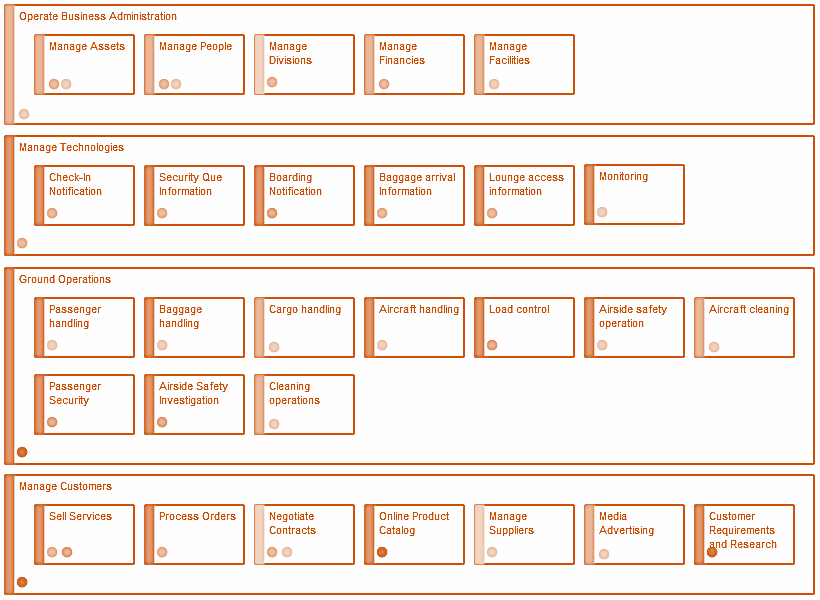 Operate Business Administration
Manage Assets
Manage People
Manage
Divisions
Manage
Financies
Manage
Facilities
Manage Technologies
Check-In
Notification
Security Que
Information
Boarding
Notification
Baggage arrival
Information
Lounge access
information
Monitoring
Ground Operations
Passenger
handling
Baggage
handling
Cargo handling
Aircraft handling
Load control
Airside safety
operation
Aircraft cleaning
Passenger
Security
Airside Safety
Investigation
Cleaning
operations
Manage Customers
Sell Services
Process Orders
Negotiate
Contracts
Online Product
Catalog
Manage
Suppliers
Media
Advertising
Customer
Requirements
and Research